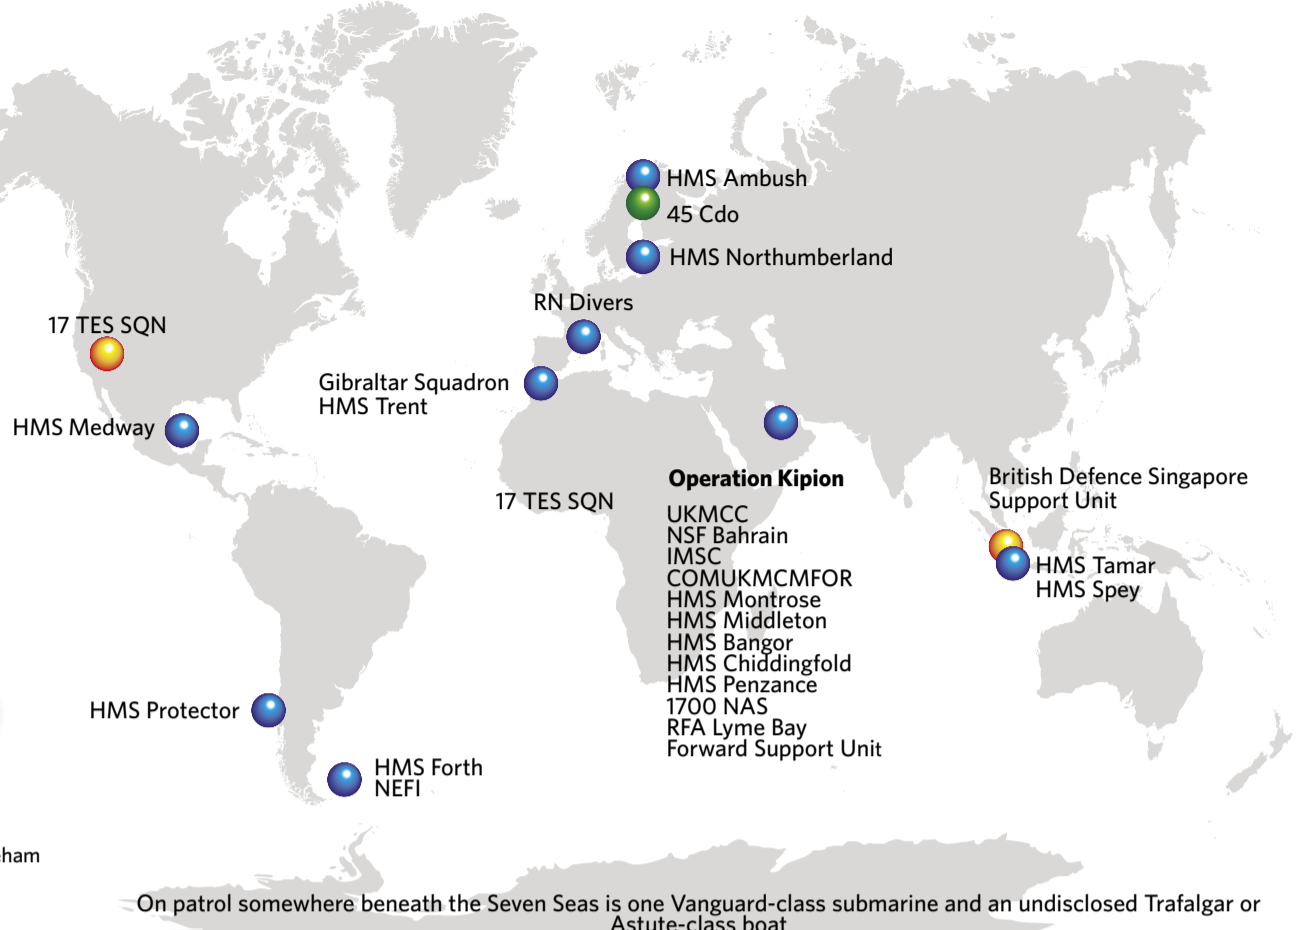 HMS Ambush
45 Cdo
HMS Northumberland
RN Divers
17 TES SQN
Gibraltar Squadron
HMS Trent
HMS Medway
Operation Kipion
UKMCC
NSF Bahrain
IMSC
COMUKMCMFOR
HMS Montrose
HMS Middleton
HMS Bangor
HMS Chiddingfold
HMS Penzance
1700 NAS
RFA Lyme Bay
Forward Support Unit
17 TES SQN
British Defence Singapore
Support Unit
HMS Tamar
HMS Spey
HMS Protector
HMS Forth
NEFI
ham
On patrol somewhere beneath the Seven Seas is one Vanguard-class submarine and an undisclosed Trafalgar or
Astute-class boat